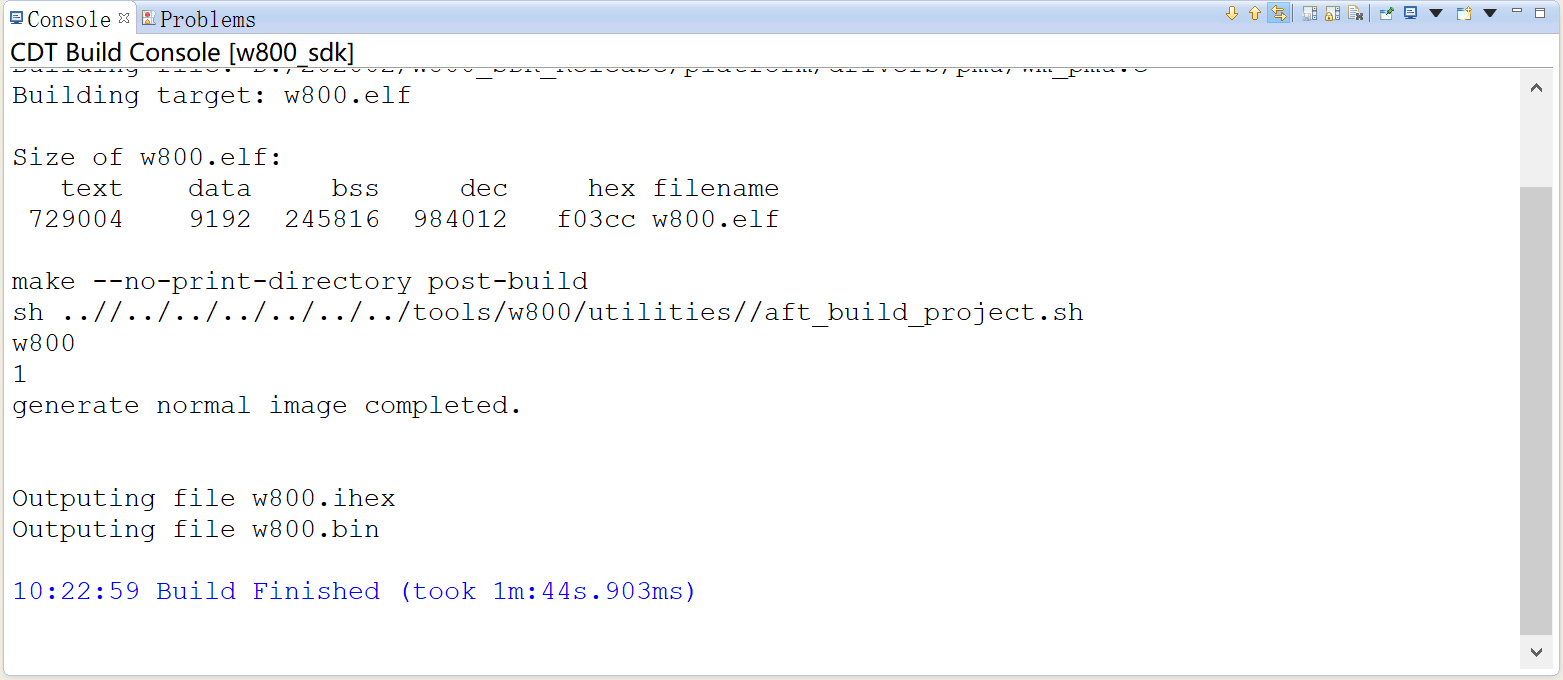 Console Problems
CDT Build Console [w800_sdk]
Building target: w800.elf
Size of w800.elf:
text data bss dec hex filename
729004 9192 245816 984012 f03cc w800.elf
make --no-print-directory post-build
sh ..//../../../../../../tools/w800/utilities//aft_build_project.sh
w800
1
generate normal image completed.
Outputing file w800.ihex
Outputing file w800.bin
10:22:59 Build Finished (took 1m:44s.903ms)